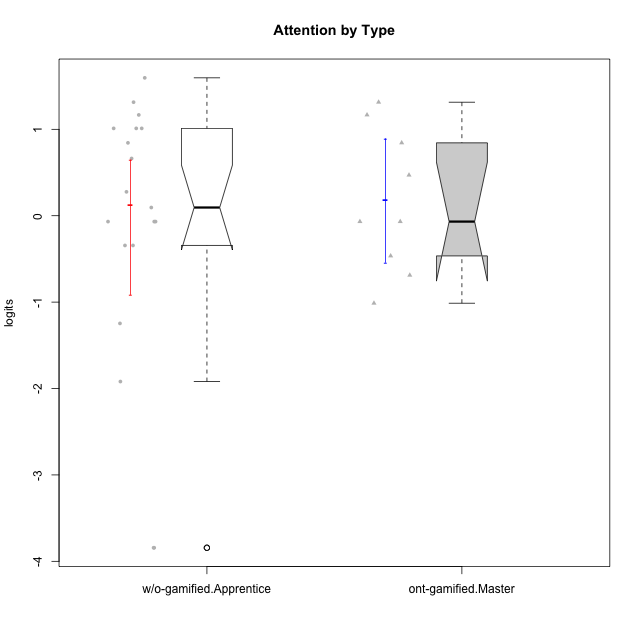 Attention by Type
logits
1
0
-1
-2
-3
-4
w/o-gamified.Apprentice
ont-gamified.Master